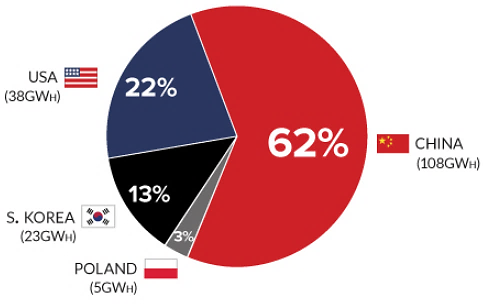 USA
(38GWH)
22%
62%
CHINA
(108GWH)
13%
S. KOREA
(23GWH)
3%
POLAND
(5GWH)